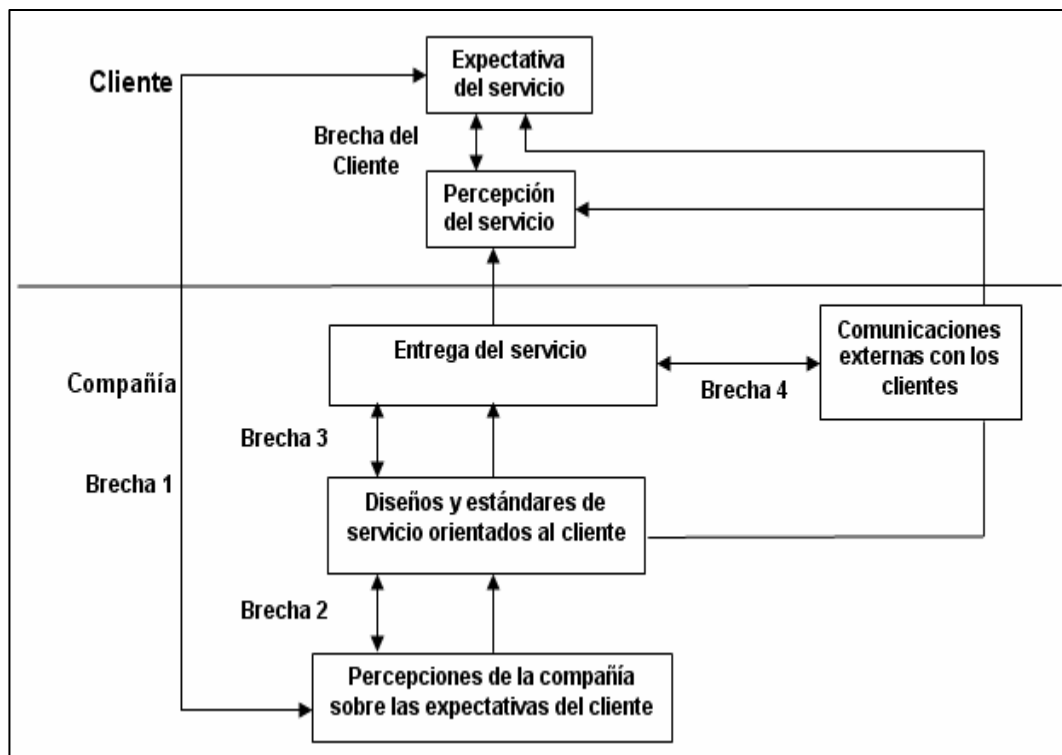 Cliente
Expectativa
del servicio
Brecha del
Cliente
Percepción
del servicio
Compañía
Entrega del servicio
Comunicaciones
externas con los
clientes
Brecha 4
Brecha 3
Brecha 1
Diseños y estándares de
servicio orientados al cliente
Brecha 2
Percepciones de la compañía
sobre las expectativas del cliente